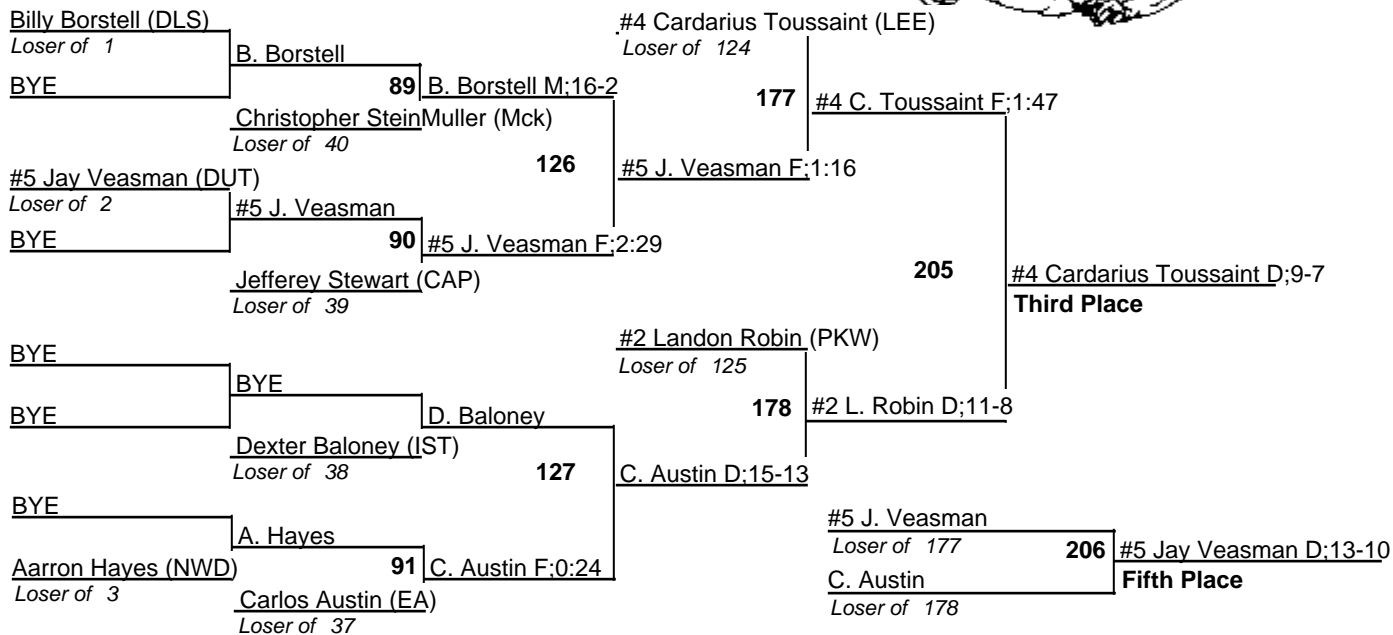 Billy Borstell (DLS)
Loser of 1
BYE
B. Borstell
89
Christopher SteinMuller (Mck)
Loser of 40
B. Borstell M;16-2
#5 Jay Veasman (DUT)
Loser of 2
BYE
#5 J. Veasman
90
Jefferey Stewart (CAP)
Loser of 39
#5 J. Veasman F;2:29
126
#5 J. Veasman F;1:16
#4 Cardarius Toussaint (LEE)
Loser of 124
177
#4 C. Toussaint F;1:47
BYE
BYE
BYE
Dexter Baloney (IST)
Loser of 38
D. Baloney
BYE
Aarron Hayes (NWD)
Loser of 3
A. Hayes
91
Carlos Austin (EA)
Loser of 37
C. Austin F;0:24
127
C. Austin D;15-13
#2 Landon Robin (PKW)
Loser of 125
178
#2 L. Robin D;11-8
205
#4 Cardarius Toussaint D;9-7
Third Place
#5 J. Veasman
Loser of 177
C. Austin
Loser of 178
206
#5 Jay Veasman D;13-10
Fifth Place